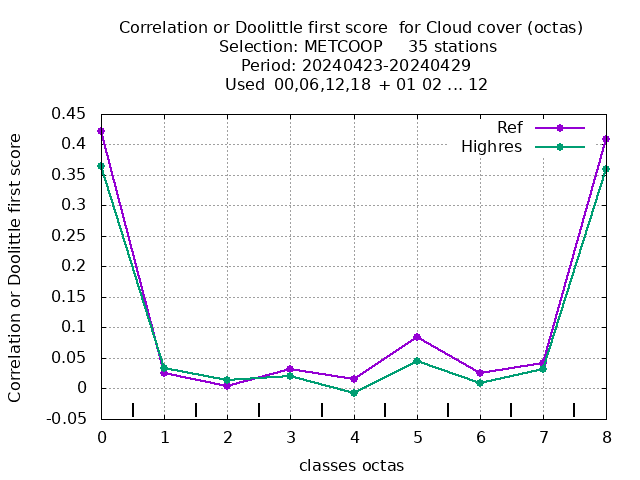 Correlation or Doolittle first score  for Cloud cover (octas)
Selection: METCOOP     35 stations
Period: 20240423-20240429
Used  00,06,12,18 + 01 02 ... 12
Correlation or Doolittle first score
0.45
0.4
0.35
0.3
0.25
0.2
0.15
0.1
0.05
0
-0.05
Ref
Highres
0 1 2 3 4 5 6 7 8
classes octas